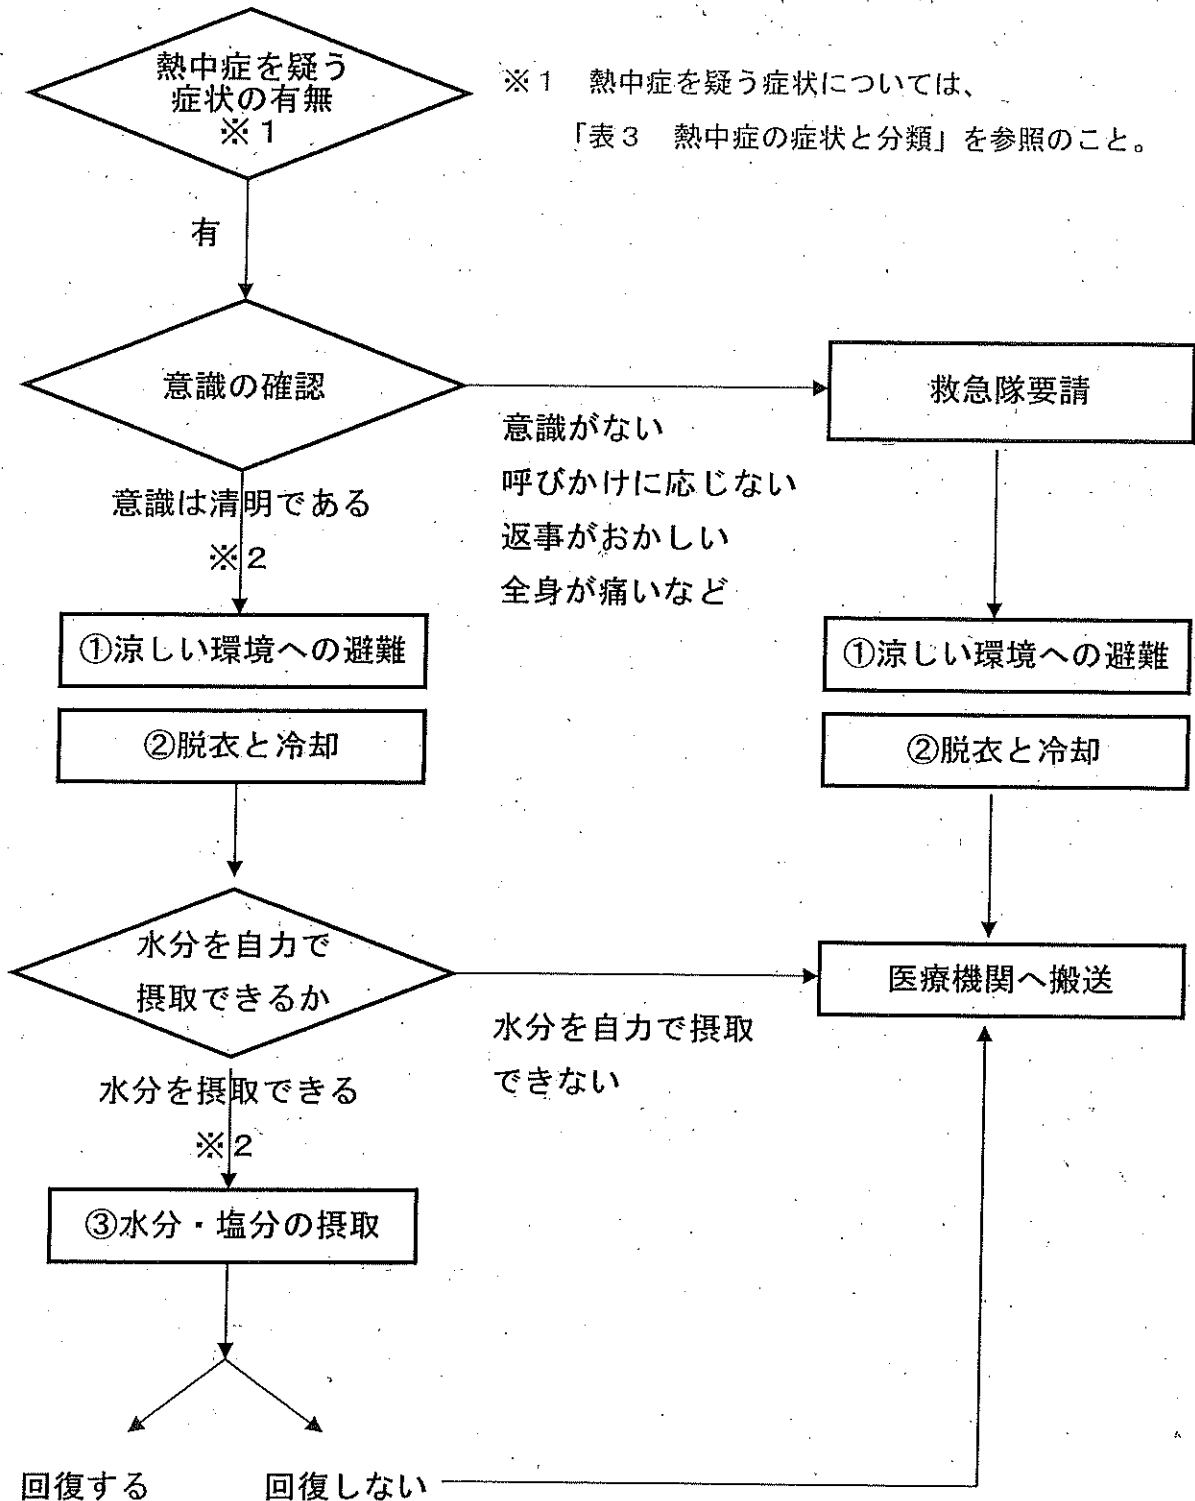 熱中症を疑う
症状の有無
※1
※1　熱中症を疑う症状については、
「表3　熱中症の症状と分類」を参照のこと。
有
意識の確認
救急隊要請
意識がない
呼びかけに応じない
返事がおかしい
全身が痛いなど
意識は清明である
※2
①涼しい環境への避難
①涼しい環境への避難
②脱衣と冷却
②脱衣と冷却
水分を自力で
摂取できるか
医療機関へ搬送
水分を自力で摂取
できない
水分を摂取できる
※2
③水分・塩分の摂取
回復する
回復しない